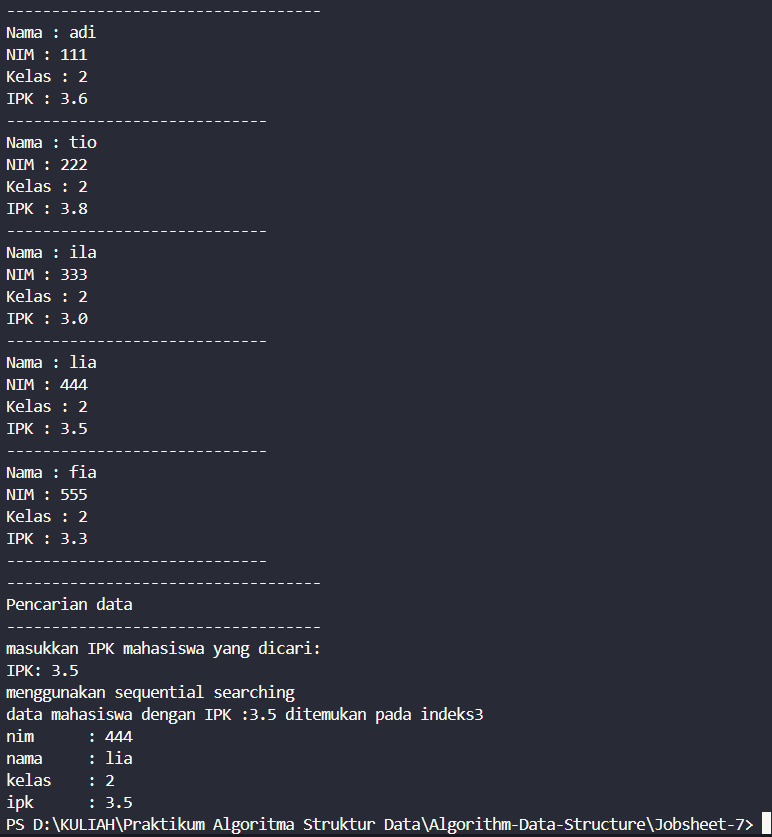 -----------------------------------
Nama : adi
NIM : 111
Kelas : 2
IPK : 3.6
-----------------------------
Nama : tio
NIM : 222
Kelas : 2
IPK : 3.8
-----------------------------
Nama : ila
NIM : 333
Kelas : 2
IPK : 3.0
-----------------------------
Nama : lia
NIM : 444
Kelas : 2
IPK : 3.5
-----------------------------
Nama : fia
NIM : 555
Kelas : 2
IPK : 3.3
-----------------------------
-----------------------------------
Pencarian data
-----------------------------------
masukkan IPK mahasiswa yang dicari:
IPK: 3.5
menggunakan sequential searching
data mahasiswa dengan IPK :3.5 ditemukan pada indeks3
nim      : 444
nama     : lia
kelas    : 2
ipk      : 3.5
PS D:\KULIAH\Praktikum Algoritma Struktur Data\Algorithm-Data-Structure\Jobsheet-7>